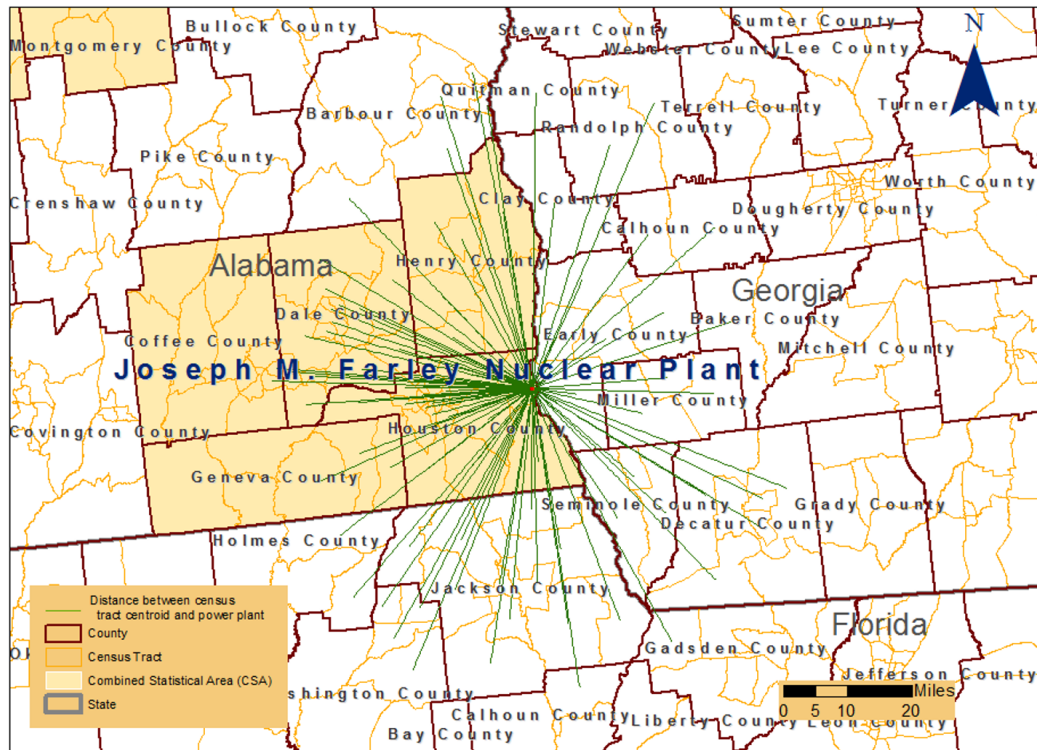 Bullock County
Stewart County
Sumter County
N
Montgomery County
Webster County
Lee County
Quitman County
Barbour County
Terrell County
Turner County
Randolph County
Pike County
Worth County
Crenshaw County
Clay County
Dougherty County
Calhoun County
Alabama
Henry County
Georgia
Dale County
Baker County
Early County
Coffee County
Mitchell County
Joseph M. Farley Nuclear Plant
Miller County
Covington County
Houston County
Geneva County
Seminole County
Grady County
Decatur County
Holmes County
Jackson County
Florida
Gadsden County
Jefferson County
Calhoun County
Liberty County
Leon County
Bay County
Distance between census
tract centroid and power plant
County
Census Tract
Combined Statistical Area (CSA)
State
0 5 10 20 Miles